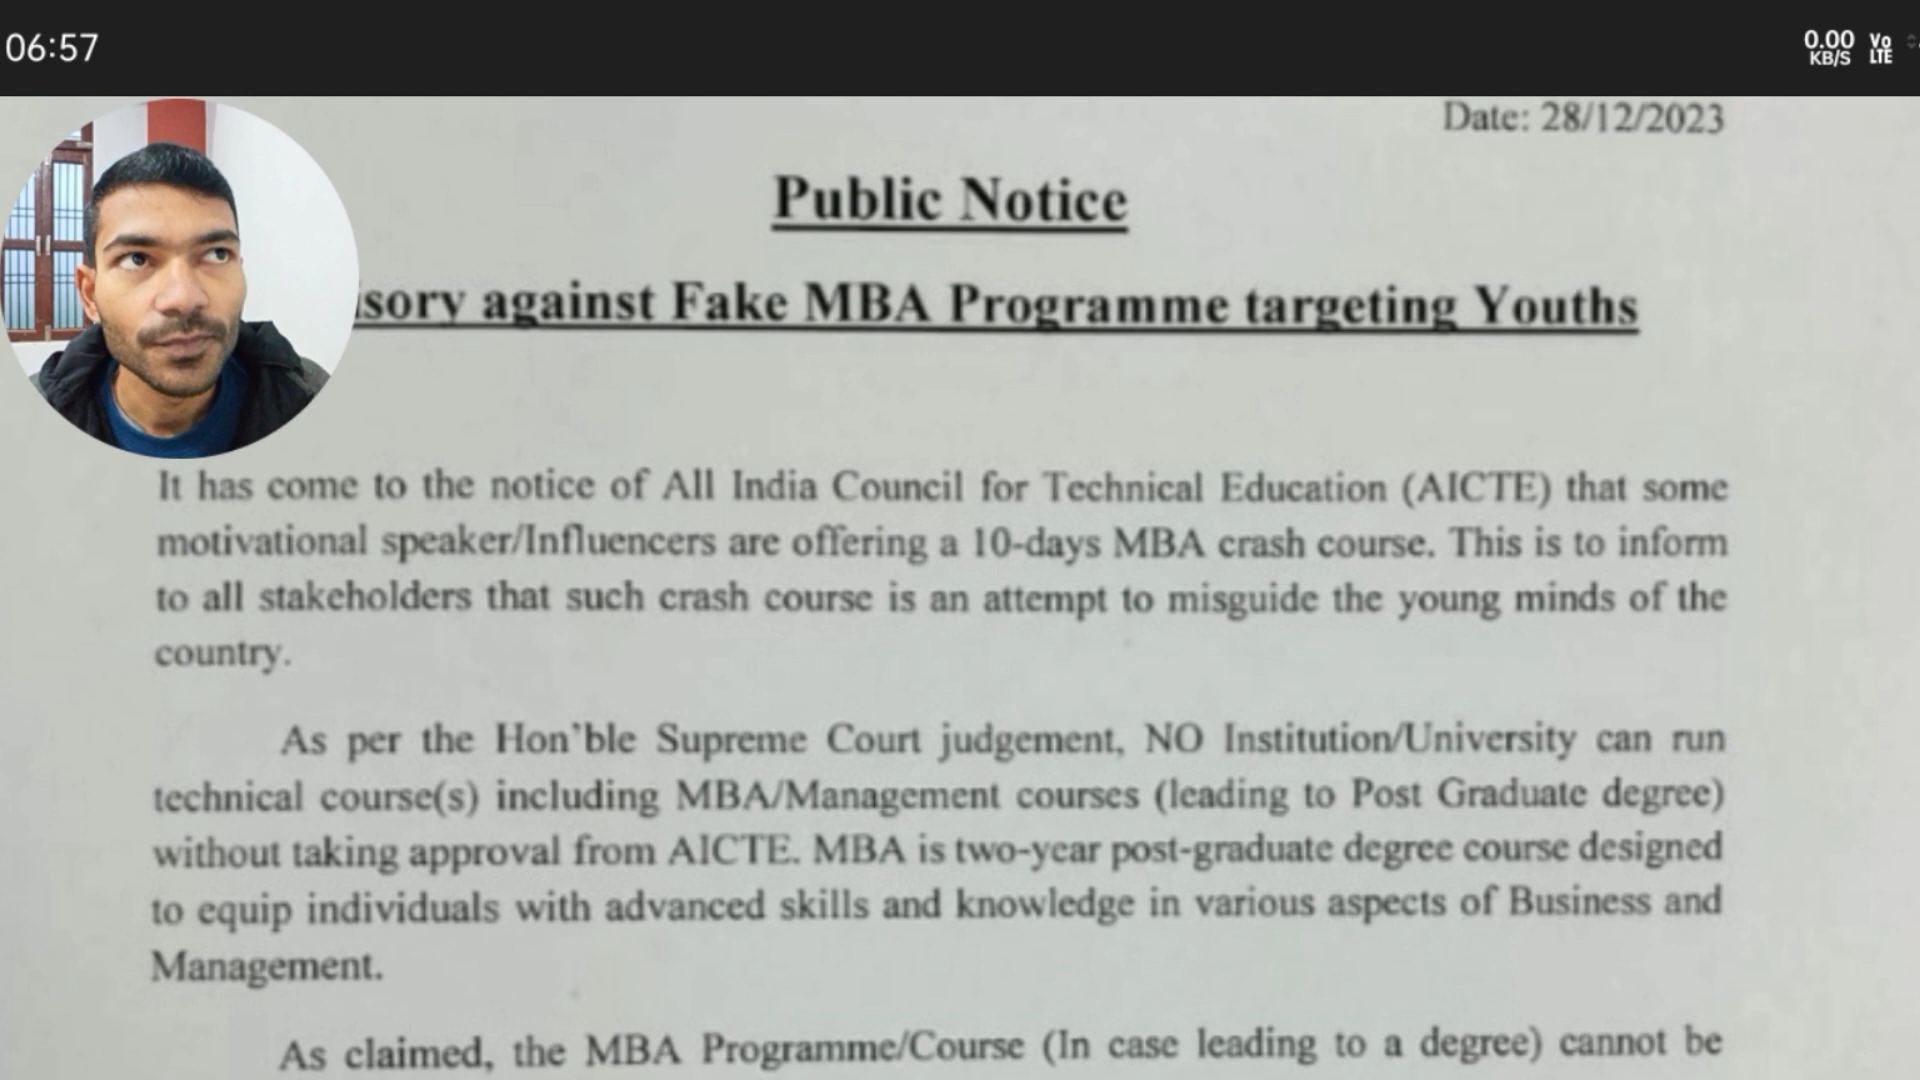 06:57
0.00
KB/S
Vo
LTE
Date: 28/12/2023
Public Notice
against Fake MBA Programme targeting Youths
It has come to the notice of All India Council for Technical Education (AICTE) that some
motivational speaker/Influencers are offering a 10-days MBA crash course. This is to inform
to all stakeholders that such crash course is an attempt to misguide the young minds of the
country.
As per the Hon'ble Supreme Court judgement, NO Institution/University can run
technical course(s) including MBA/Management courses (leading to Post Graduate degree)
without taking approval from AICTE. MBA is two-year post-graduate degree course designed
to equip individuals with advanced skills and knowledge in various aspects of Business and
Management.
As claimed, the MBA Programme/Course (In case leading to a degree) cannot be